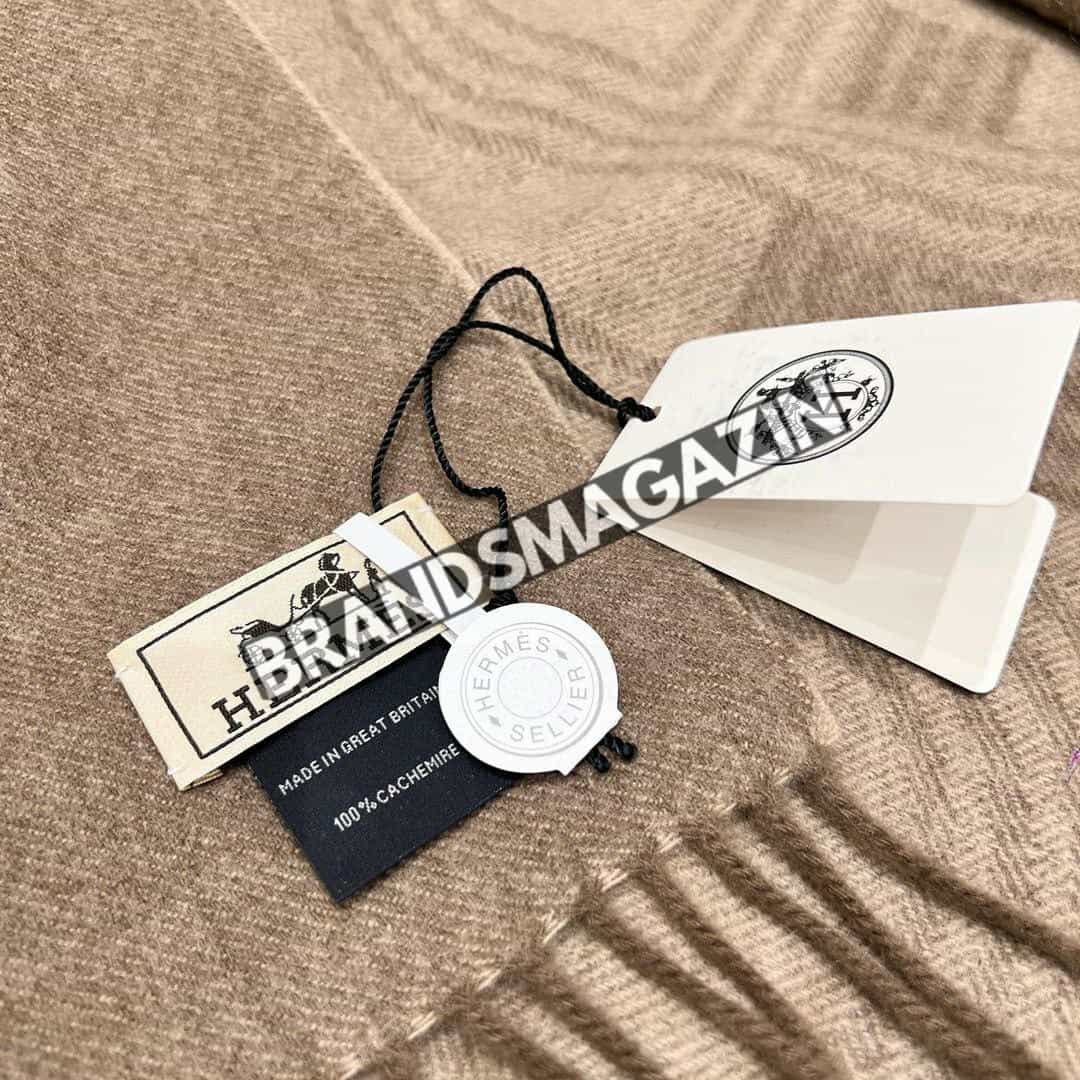 BRANDSMAGAZIN
HERMÈS
SELLIER
MADE IN GREAT BRITAIN
100% CACHEMIRE